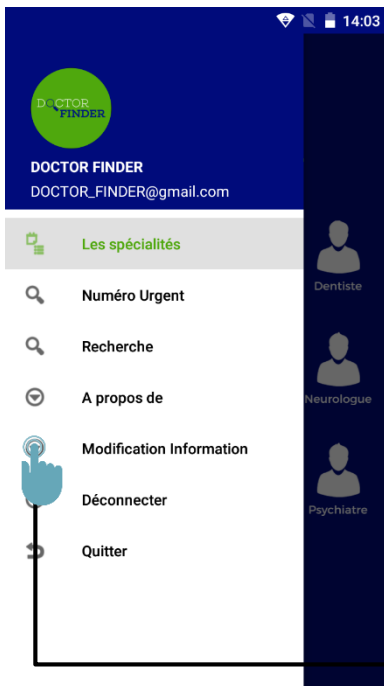 14:03
DOCTOR
FINDER
DOCTOR FINDER
DOCTOR_FINDER@gmail.com
Les spécialités
Numéro Urgent
Recherche
A propos de
Modification Information
Déconnecter
Quitter
Dentiste
Neurologue
Psychiatre